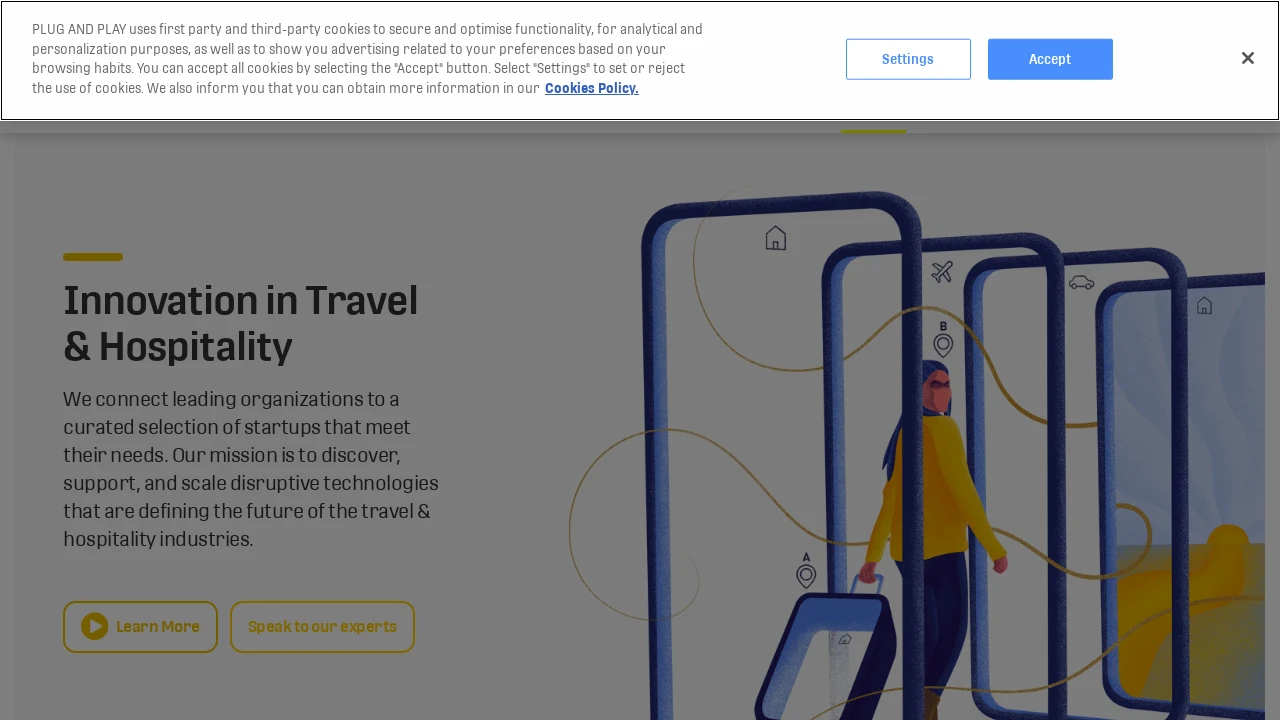 PLUG AND PLAY uses first party and third-party cookies to secure and optimise functionality, for analytical and
personalization purposes, as well as to show you advertising related to your preferences based on your
browsing habits. You can accept all cookies by selecting the "Accept" button. Select "Settings" to set or reject
the use of cookies. We also inform you that you can obtain more information in our Cookies Policy.
Settings
Accept
Innovation in Travel
& Hospitality
We connect leading organizations to a
curated selection of startups that meet
their needs. Our mission is to discover,
support, and scale disruptive technologies
that are defining the future of the travel &
hospitality industries.
Learn More
Speak to our experts
B
A